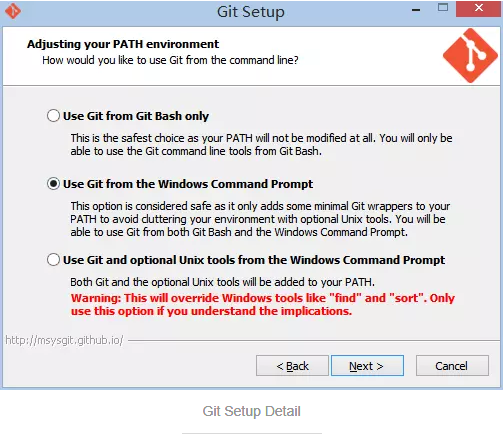 Git Setup
Adjusting your PATH environment
How would you like to use Git from the command line?
Use Git from Git Bash only
This is the safest choice as your PATH will not be modified at all. You will only be
able to use the Git command line tools from Git Bash.
Use Git from the Windows Command Prompt
This option is considered safe as it only adds some minimal Git wrappers to your
PATH to avoid cluttering your environment with optional Unix tools. You will be
able to use Git from both Git Bash and the Windows Command Prompt.
Use Git and optional Unix tools from the Windows Command Prompt
Both Git and the optional Unix tools will be added to your PATH.
Warning: This will override Windows tools like "find" and "sort". Only
use this option if you understand the implications.
http://msysgit.github.io/
< Back Next > Cancel
Git Setup Detail